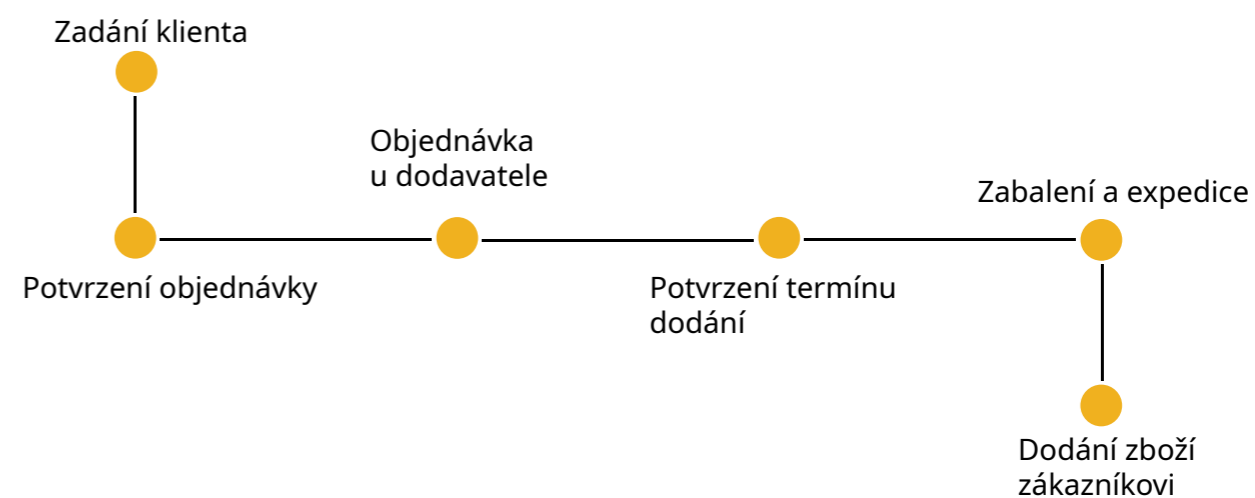 Zadání klienta
Potvrzení objednávky
Objednávka
u dodavatele
Potvrzení termínu
dodání
Zabalení a expedice
Dodání zboží
zákazníkovi